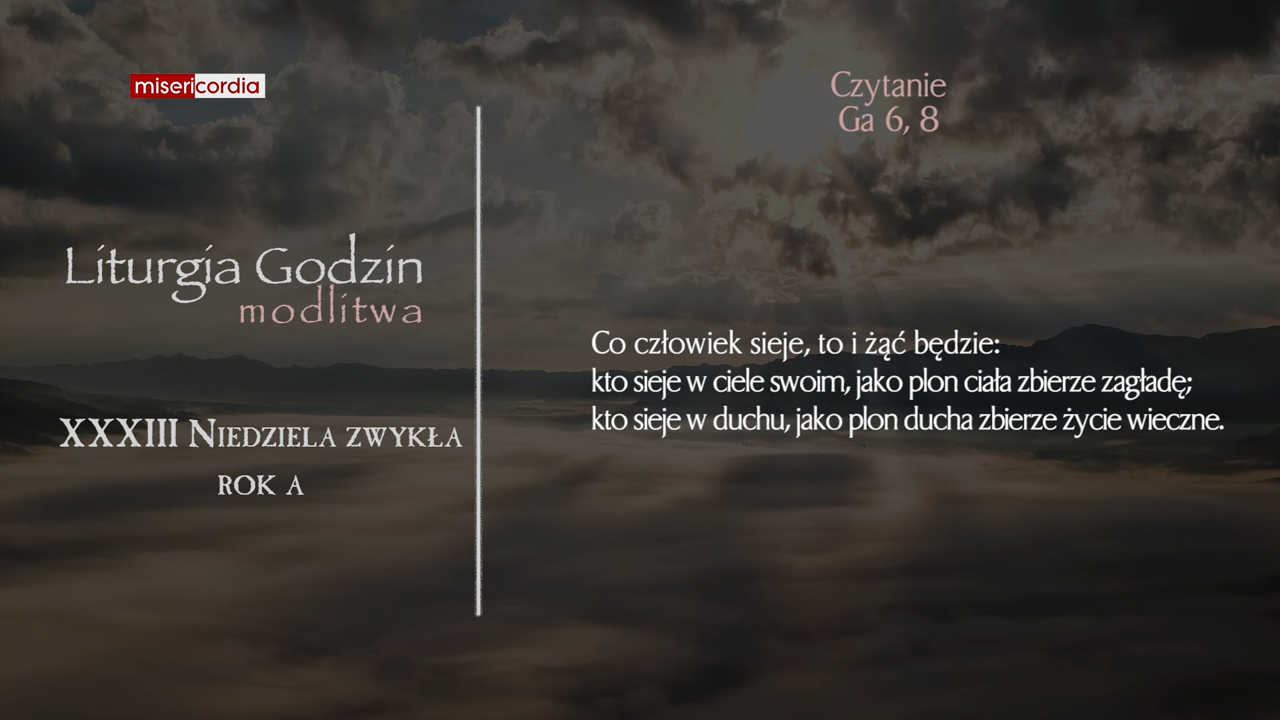 misericordia
Liturgia Godzin
modlitwa
XXXIII Niedziela zwykła
rok A
Czytanie
Ga 6, 8
Co człowiek sieje, to i żąć będzie:
kto sieje w ciele swoim, jako plon ciała zbierze zagładę;
kto sieje w duchu, jako plon ducha zbierze życie wieczne.